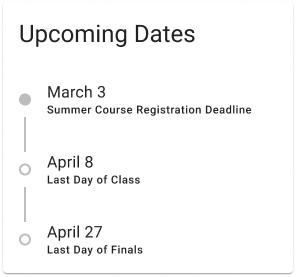 Upcoming Dates
March 3
Summer Course Registration Deadline
April 8
Last Day of Class
April 27
Last Day of Finals